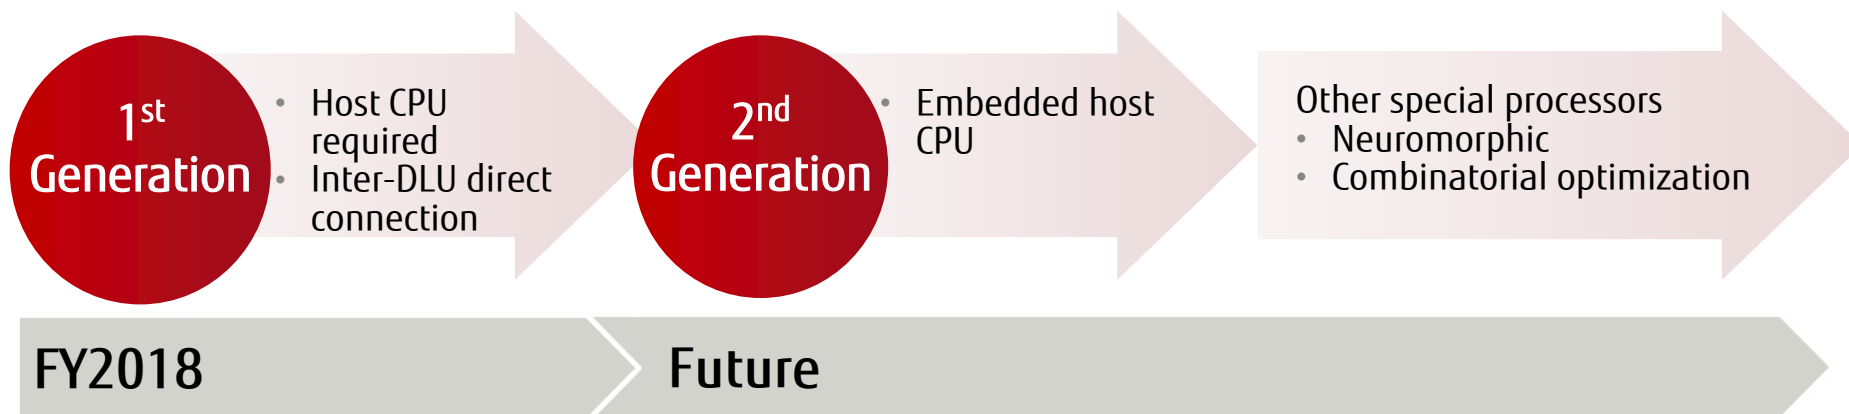 1st
Generation
• Host CPU
required
• Inter-DLU direct
connection
2nd
Generation
• Embedded host
CPU
Other special processors
• Neuromorphic
• Combinatorial optimization
FY2018
Future